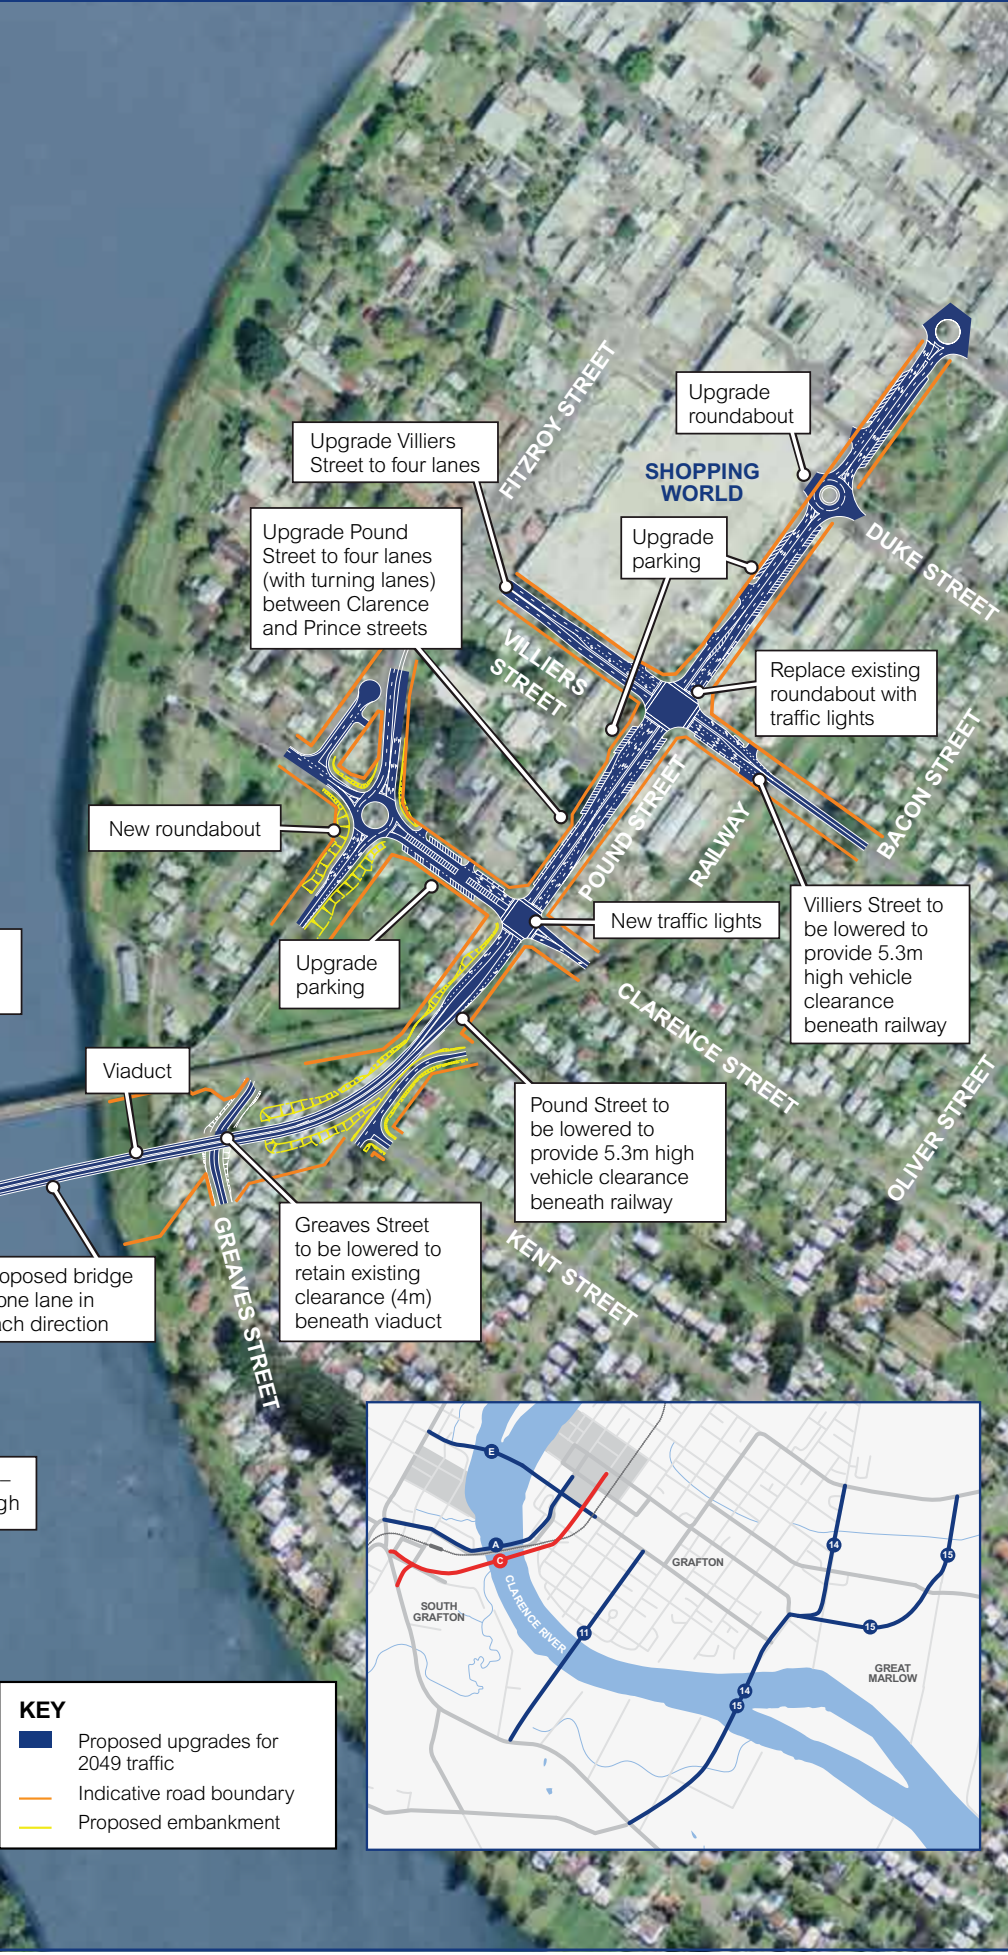 FITZROY STREET
Upgrade
roundabout
Upgrade Villiers
Street to four lanes
SHOPPING
WORLD
Upgrade Pound
Street to four lanes
(with turning lanes)
between Clarence
and Prince streets
Upgrade
parking
DUKE STREET
VILLIERS
STREET
Replace existing
roundabout with
traffic lights
BACON STREET
POUND STREET
RAILWAY
New roundabout
New traffic lights
Villiers Street to
be lowered to
provide 5.3m
high vehicle
clearance
beneath railway
Upgrade
parking
CLARENCE STREET
Viaduct
Pound Street to
be lowered to
provide 5.3m high
vehicle clearance
beneath railway
OLIVER STREET
Greaves Street
to be lowered to
retain existing
clearance (4m)
beneath viaduct
GREAVES STREET
KENT STREET
oposed bridge
one lane in
ach direction
gh
E
A
C
11
14
15
15
14
15
GRAFTON
SOUTH
GRAFTON
CLARENCE RIVER
GREAT
MARLOW
KEY
Proposed upgrades for
2049 traffic
Indicative road boundary
Proposed embankment